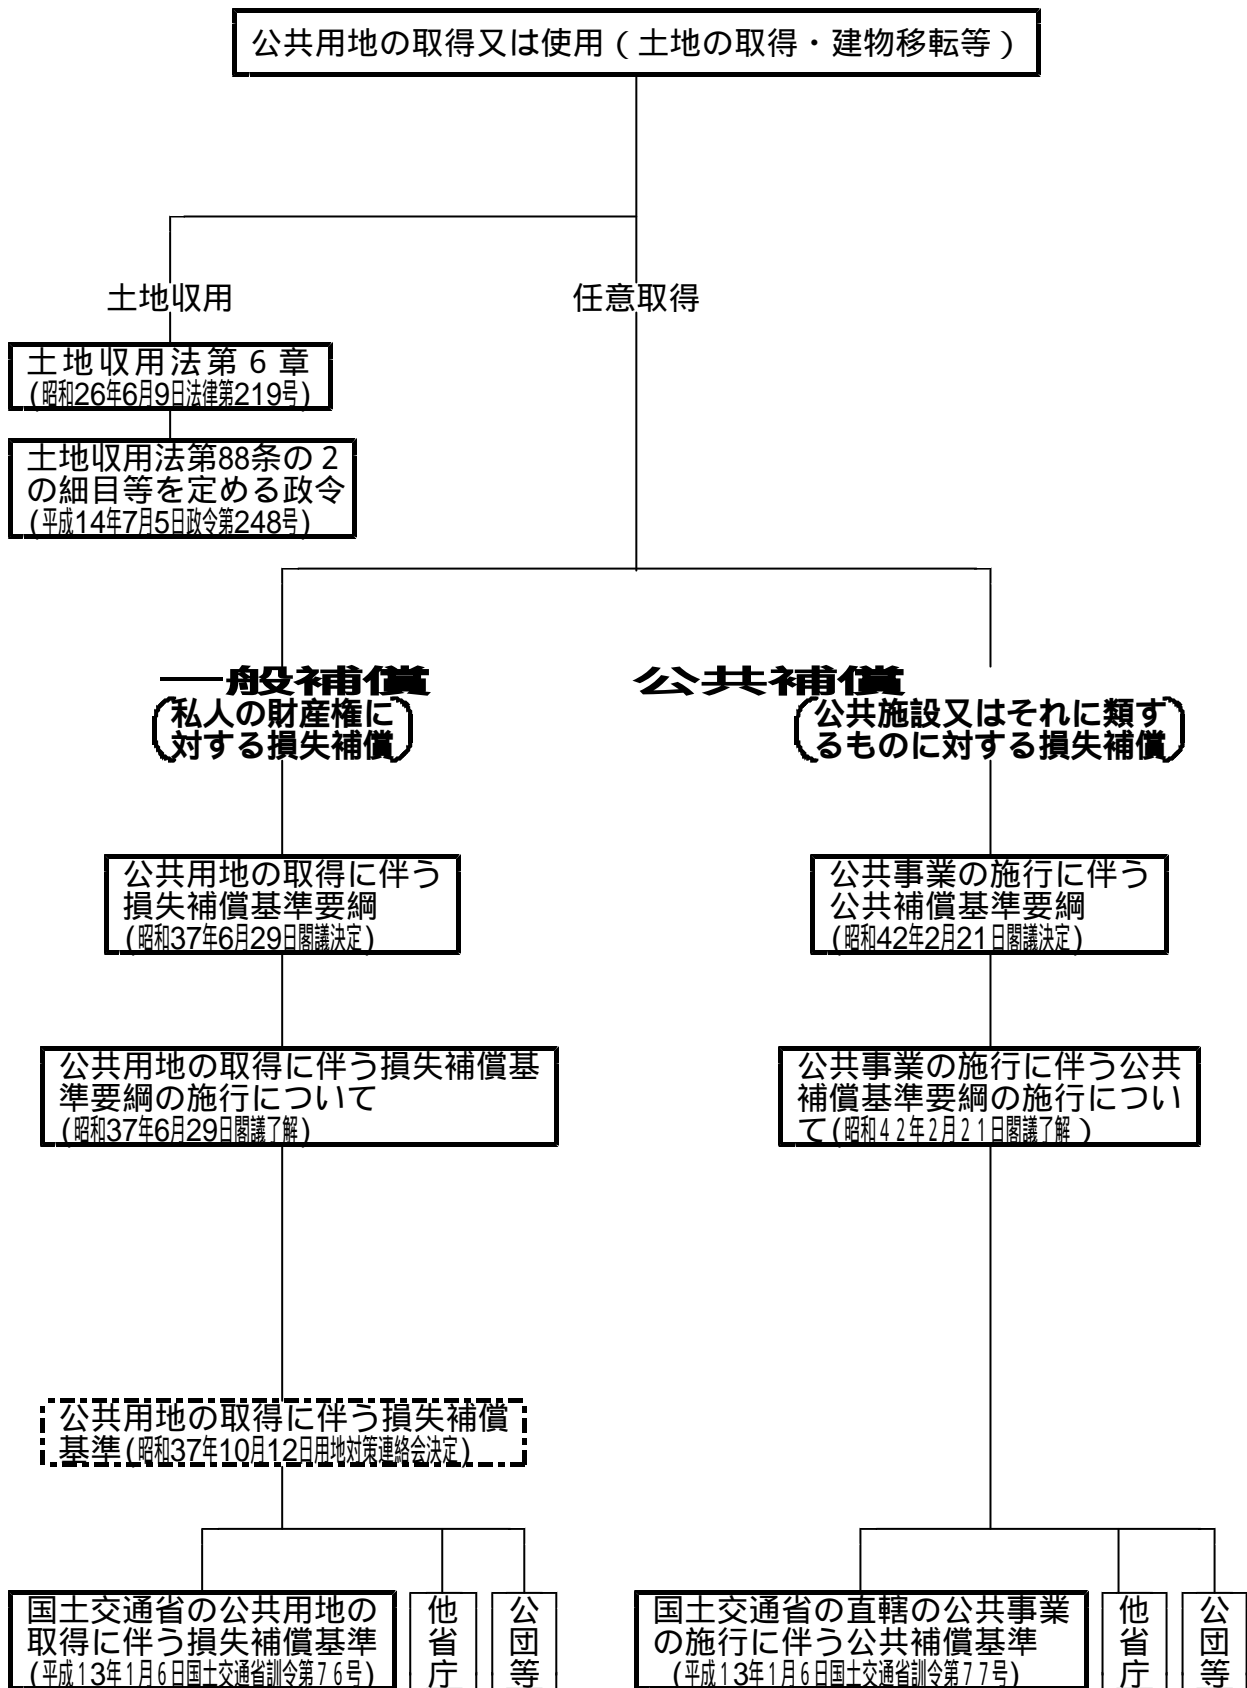 公共用地の取得又は使用（土地の取得・建物移転等）
土地収用
任意取得
土地収用法第６章
(昭和26年6月9日法律第219号)
土地収用法第88条の２
の細目等を定める政令
(平成14年7月5日政令第248号)
一般補償
私人の財産権に
対する損失補償
公共補償
公共施設又はそれに類す
るものに対する損失補償
公共用地の取得に伴う
損失補償基準要綱
(昭和37年6月29日閣議決定)
公共事業の施行に伴う
公共補償基準要綱
(昭和42年2月21日閣議決定)
公共用地の取得に伴う損失補償基
準要綱の施行について
(昭和37年6月29日閣議了解)
公共事業の施行に伴う公共
補償基準要綱の施行につい
て(昭和４２年２月２１日閣議了解）
公共用地の取得に伴う損失補償
基準(昭和37年10月12日用地対策連絡会決定)
国土交通省の公共用地の
取得に伴う損失補償基準
(平成１３年１月６日国土交通省訓令第７６号)
他省庁
公団等
国土交通省の直轄の公共事業
の施行に伴う公共補償基準
(平成１３年１月６日国土交通省訓令第７７号)
他省庁
公団等